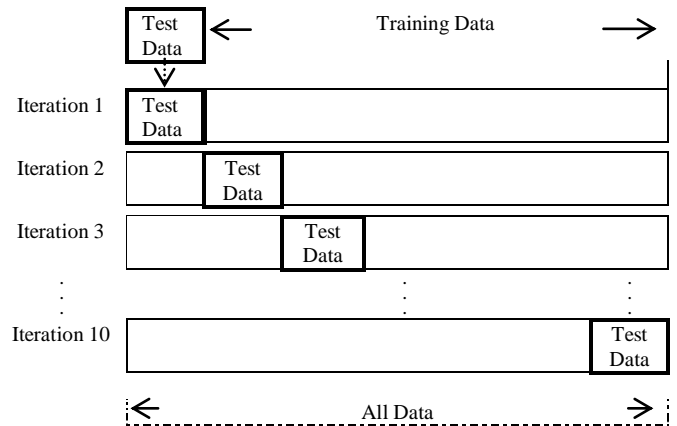 Test
Data
Training Data
Iteration 1
Test
Data
Iteration 2
Test
Data
Iteration 3
Test
Data
Iteration 10
Test
Data
All Data